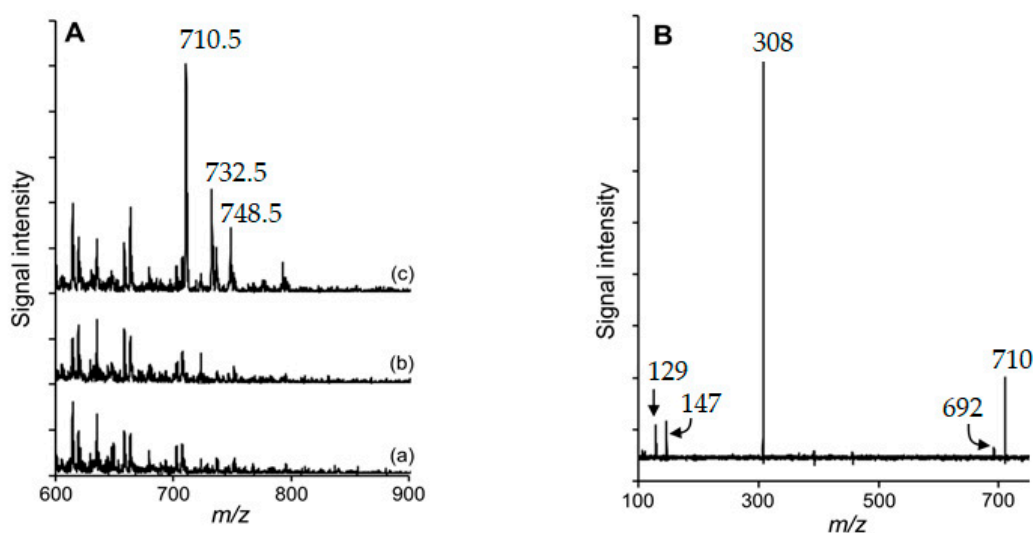 A
710.5
732.5
748.5
(c)
(b)
(a)
Signal intensity
600 700 800 900
m/z
B
308
129
147
692
710
Signal intensity
100 300 500 700
m/z